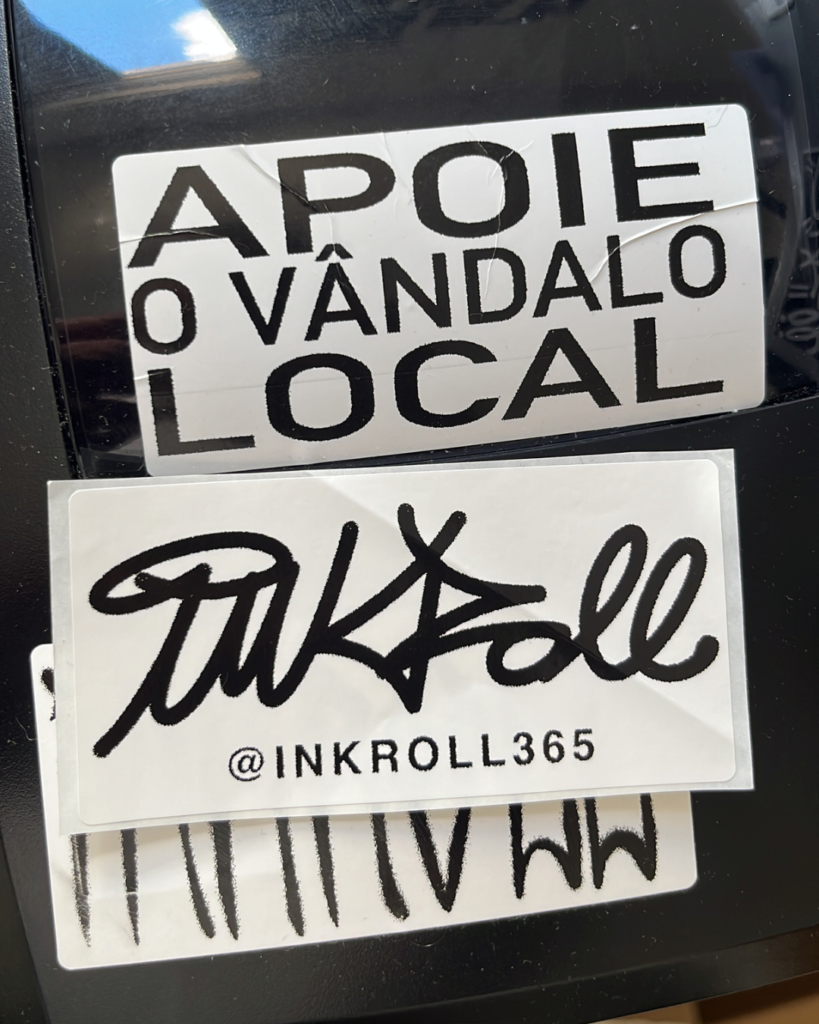 APOIE
O VÂNDALO
LOCAL
InkRoll
@INKROLL365